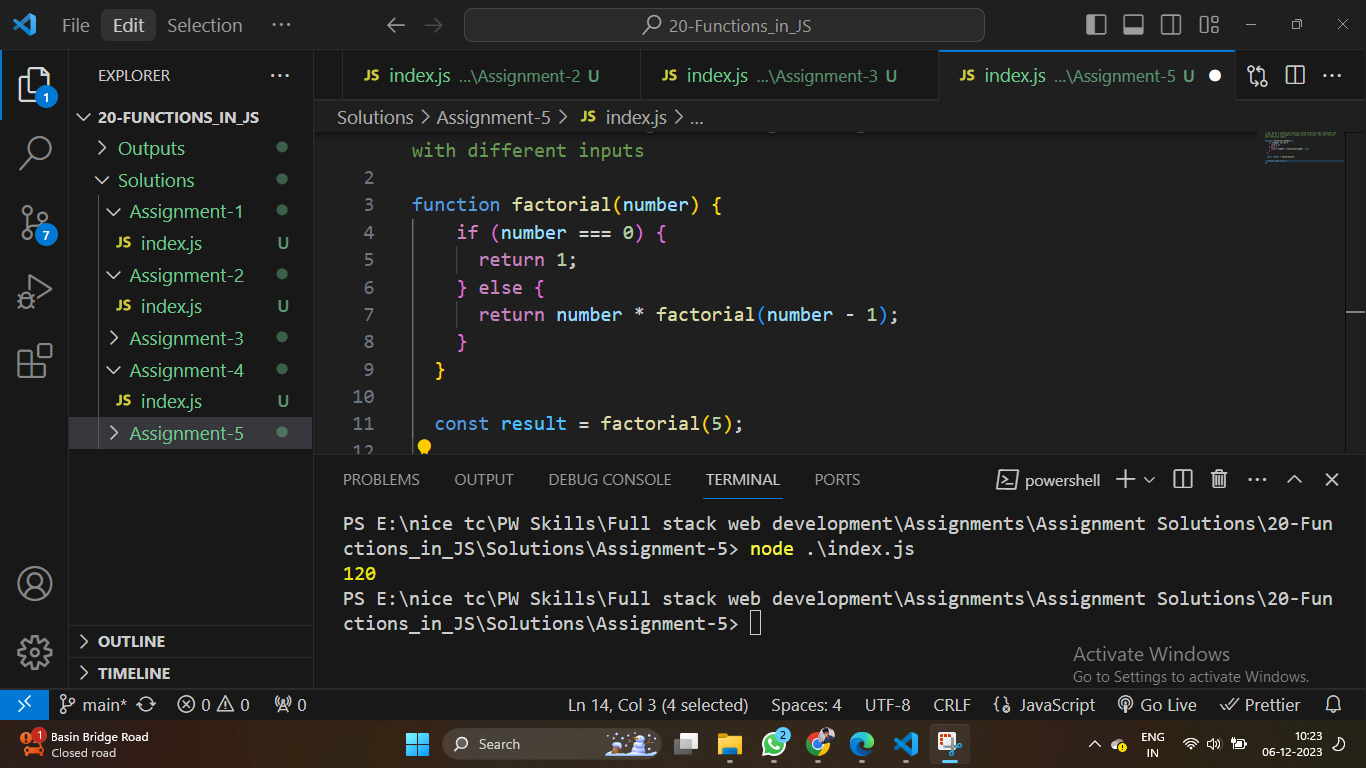 File Edit Selection ... 20-Functions_in_JS
EXPLORER ...
JS index.js ...\Assignment-2 U JS index.js ...\Assignment-3 U JS index.js ...\Assignment-5 U ...
Solutions > Assignment-5 > JS index.js > ...
1
20-FUNCTIONS_IN_JS
Outputs
Solutions
Assignment-1
JS index.js U
7
Assignment-2
JS index.js U
Assignment-3
Assignment-4
JS index.js U
Assignment-5
OUTLINE
TIMELINE
with different inputs
2
3 function factorial(number) {
4 if (number === 0) {
5 return 1;
6 } else {
7 return number * factorial(number - 1);
8 }
9 }
10
11 const result = factorial(5);
12
PROBLEMS OUTPUT DEBUG CONSOLE TERMINAL PORTS powershell ...
PS E:\nice tc\PW Skills\Full stack web development\Assignments\Assignment Solutions\20-Fun
ctions_in_JS\Solutions\Assignment-5> node .\index.js
120
PS E:\nice tc\PW Skills\Full stack web development\Assignments\Assignment Solutions\20-Fun
ctions_in_JS\Solutions\Assignment-5>
Activate Windows
Go to Settings to activate Windows.
main* 0 0 0 Ln 14, Col 3 (4 selected) Spaces: 4 UTF-8 CRLF {} JavaScript Go Live Prettier
1 Basin Bridge Road
Closed road
Search
2
ENG
IN
10:23
06-12-2023